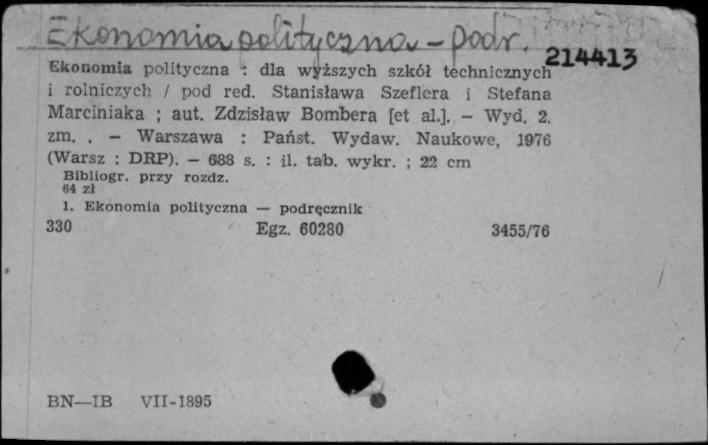 Ekonomia polityczna – podr.
214413
Ekonomia polityczna : dla wyższych szkół technicznych
i rolniczych / pod red. Stanisława Szeflera i Stefana
Marciniaka ; aut. Zdzisław Bombera [et al.]. – Wyd. 2.
zm. . – Warszawa : Państ. Wydaw. Naukowe, 1976
(Warsz : DRP). – 688 s. : il. tab. wykr. ; 22 cm
Bibliogr. przy rozdz.
64 zł
1. Ekonomia polityczna — podręcznik
330 Egz. 60280 3455/76
BN—IB VII-1895